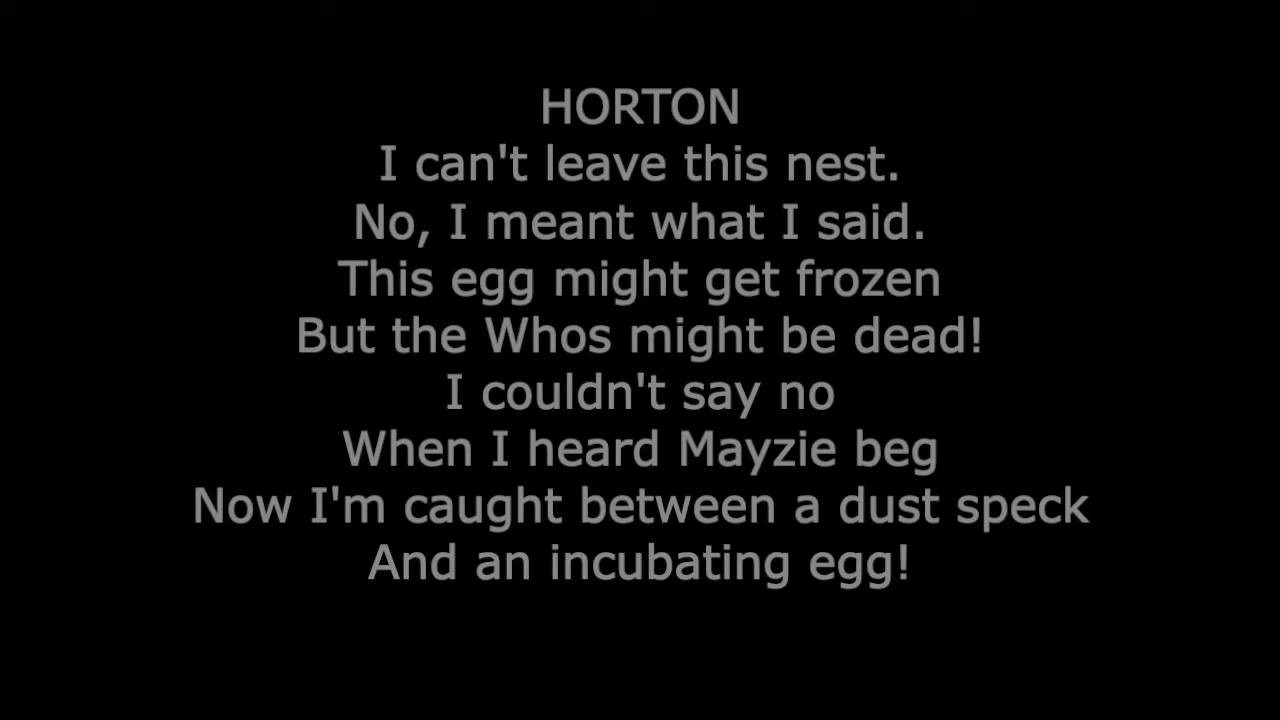 HORTON
I can't leave this nest.
No, I meant what I said.
This egg might get frozen
But the Whos might be dead!
I couldn't say no
When I heard Mayzie beg
Now I'm caught between a dust speck
And an incubating egg!